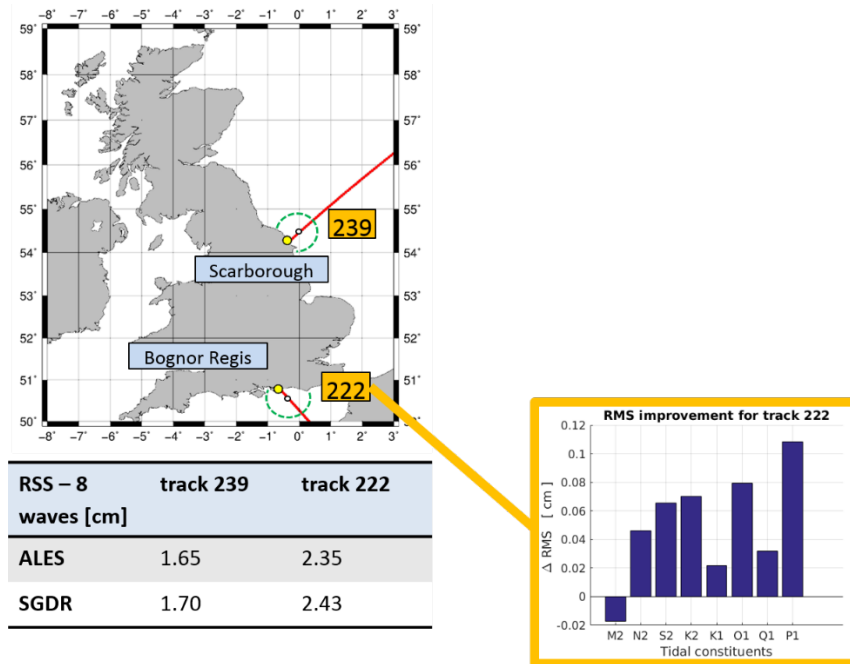 −8° −7° −6° −5° −4° −3° −2° −1° 0° 1° 2° 3°
59° 59°
58° 58°
57° 57°
56° 56°
55° 55°
239
54° 54°
Scarborough
53° 53°
52° 52°
Bognor Regis
51° 51°
222
50° 50°
−8° −7° −6° −5° −4° −3° −2° −1° 0° 1° 2° 3°
RSS – 8 track 239 track 222
waves [cm]
ALES 1.65 2.35
SGDR 1.70 2.43
RMS improvement for track 222
0.12
0.1
0.08
0.06
0.04
0.02
0
-0.02
Δ RMS [ cm ]
M2 N2 S2 K2 K1 O1 Q1 P1
Tidal constituents